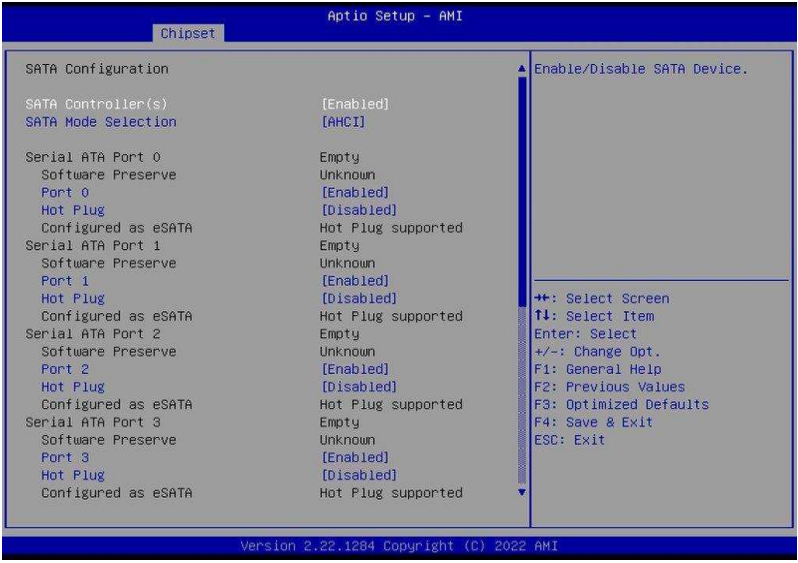 Aptio Setup – AMI
Chipset
SATA Configuration
SATA Controller(s) [Enabled]
SATA Mode Selection [AHCI]
Serial ATA Port 0 Empty
Software Preserve Unknown
Port 0 [Enabled]
Hot Plug [Disabled]
Configured as eSATA Hot Plug supported
Serial ATA Port 1 Empty
Software Preserve Unknown
Port 1 [Enabled]
Hot Plug [Disabled]
Configured as eSATA Hot Plug supported
Serial ATA Port 2 Empty
Software Preserve Unknown
Port 2 [Enabled]
Hot Plug [Disabled]
Configured as eSATA Hot Plug supported
Serial ATA Port 3 Empty
Software Preserve Unknown
Port 3 [Enabled]
Hot Plug [Disabled]
Configured as eSATA Hot Plug supported
Enable/Disable SATA Device.
→←: Select Screen
↑↓: Select Item
Enter: Select
+/-: Change Opt.
F1: General Help
F2: Previous Values
F3: Optimized Defaults
F4: Save & Exit
ESC: Exit
Version 2.22.1284 Copyright (C) 2022 AMI